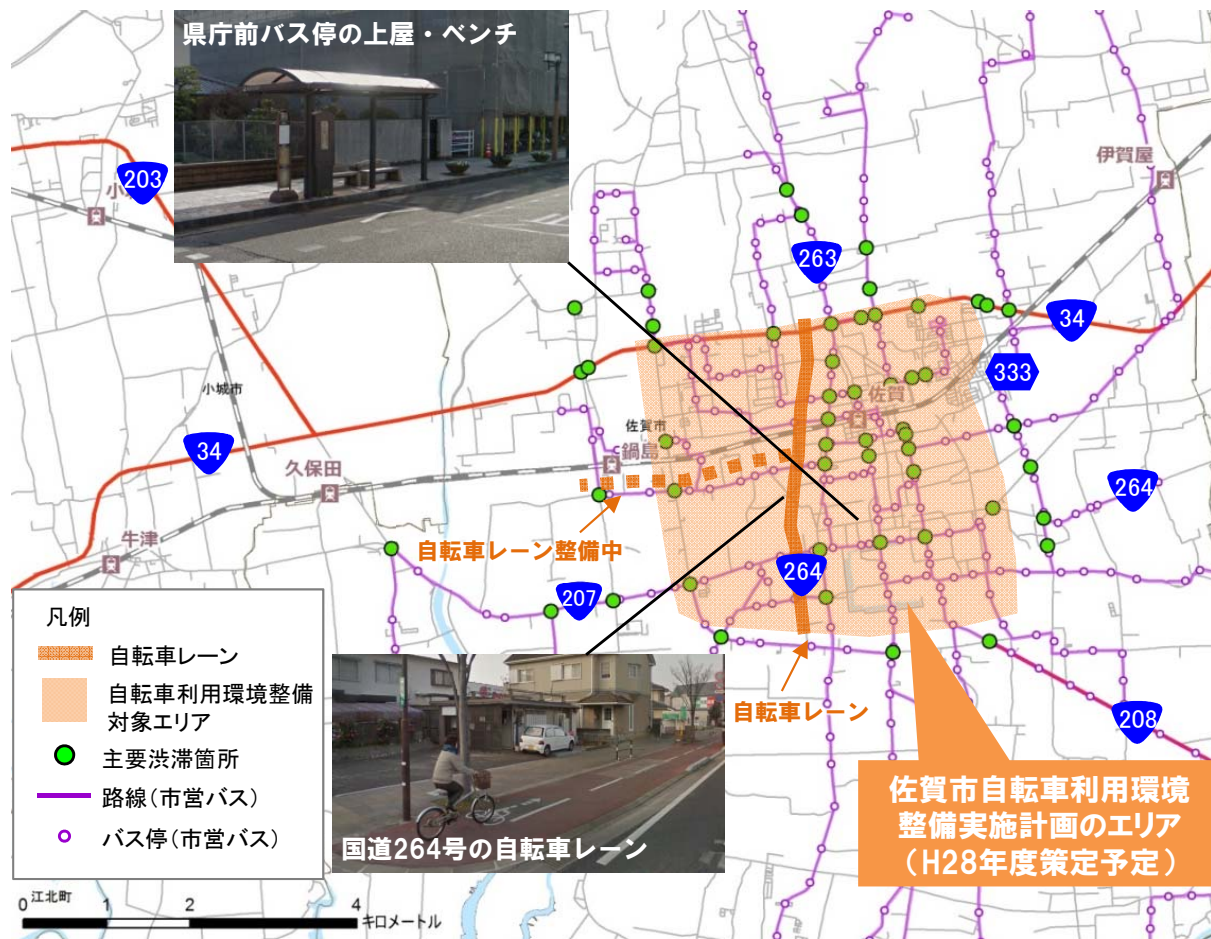 県庁前バス停の上屋・ベンチ
203
伊賀屋
263
34
333
小城市
佐賀
佐賀市
鍋島
34
久保田
264
牛津
自転車レーン整備中
264
207
凡例
自転車レーン
自転車利用環境整備
対象エリア
主要渋滞箇所
路線(市営バス)
バス停(市営バス)
自転車レーン
208
佐賀市自転車利用環境
整備実施計画のエリア
(H28年度策定予定)
国道264号の自転車レーン
江北町
0 1 2 4
キロメートル